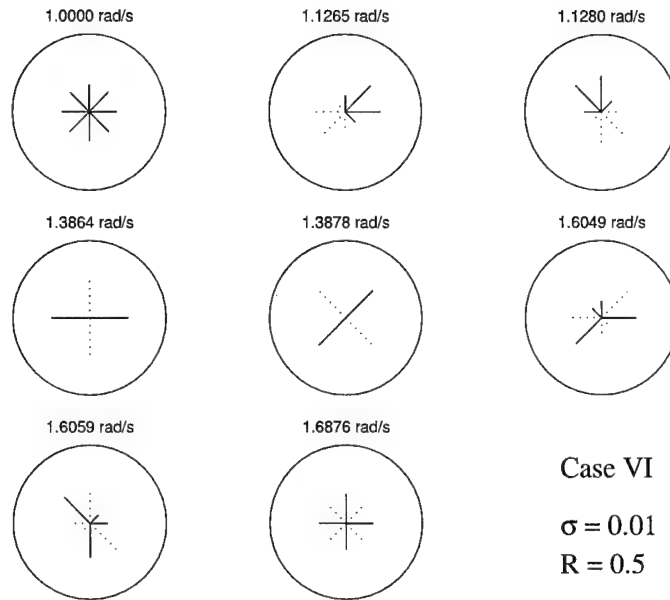 1.0000 rad/s
1.1265 rad/s
1.1280 rad/s
1.3864 rad/s
1.3878 rad/s
1.6049 rad/s
1.6059 rad/s
1.6876 rad/s
Case VI
σ = 0.01
R = 0.5